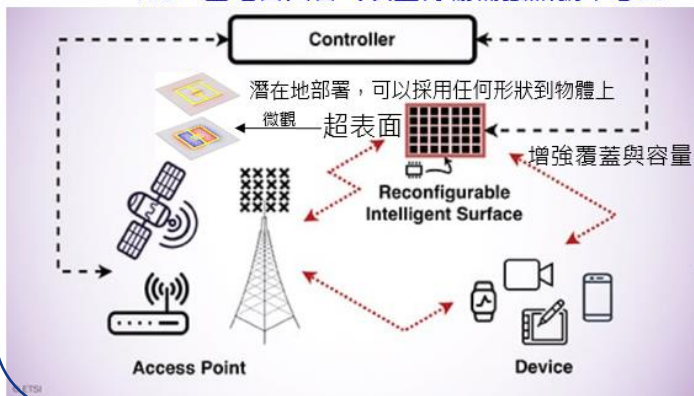 Controller
潛在地部署，可以採用任何形狀到物體上
微觀
超表面
增強覆蓋與容量
Reconfigurable
Intelligent Surface
Access Point
Device
© ETSI